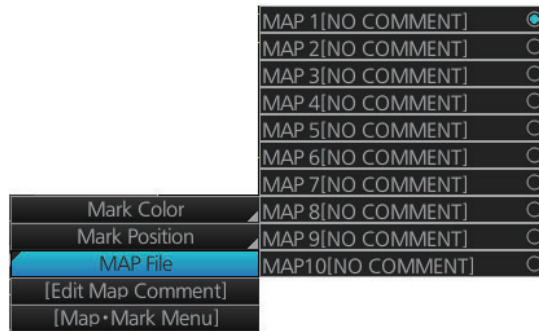 MAP 1[NO COMMENT]
MAP 2[NO COMMENT]
MAP 3[NO COMMENT]
MAP 4[NO COMMENT]
MAP 5[NO COMMENT]
MAP 6[NO COMMENT]
MAP 7[NO COMMENT]
Mark Color MAP 8[NO COMMENT]
Mark Position MAP 9[NO COMMENT]
MAP File MAP10[NO COMMENT]
[Edit Map Comment]
[Map・Mark Menu]